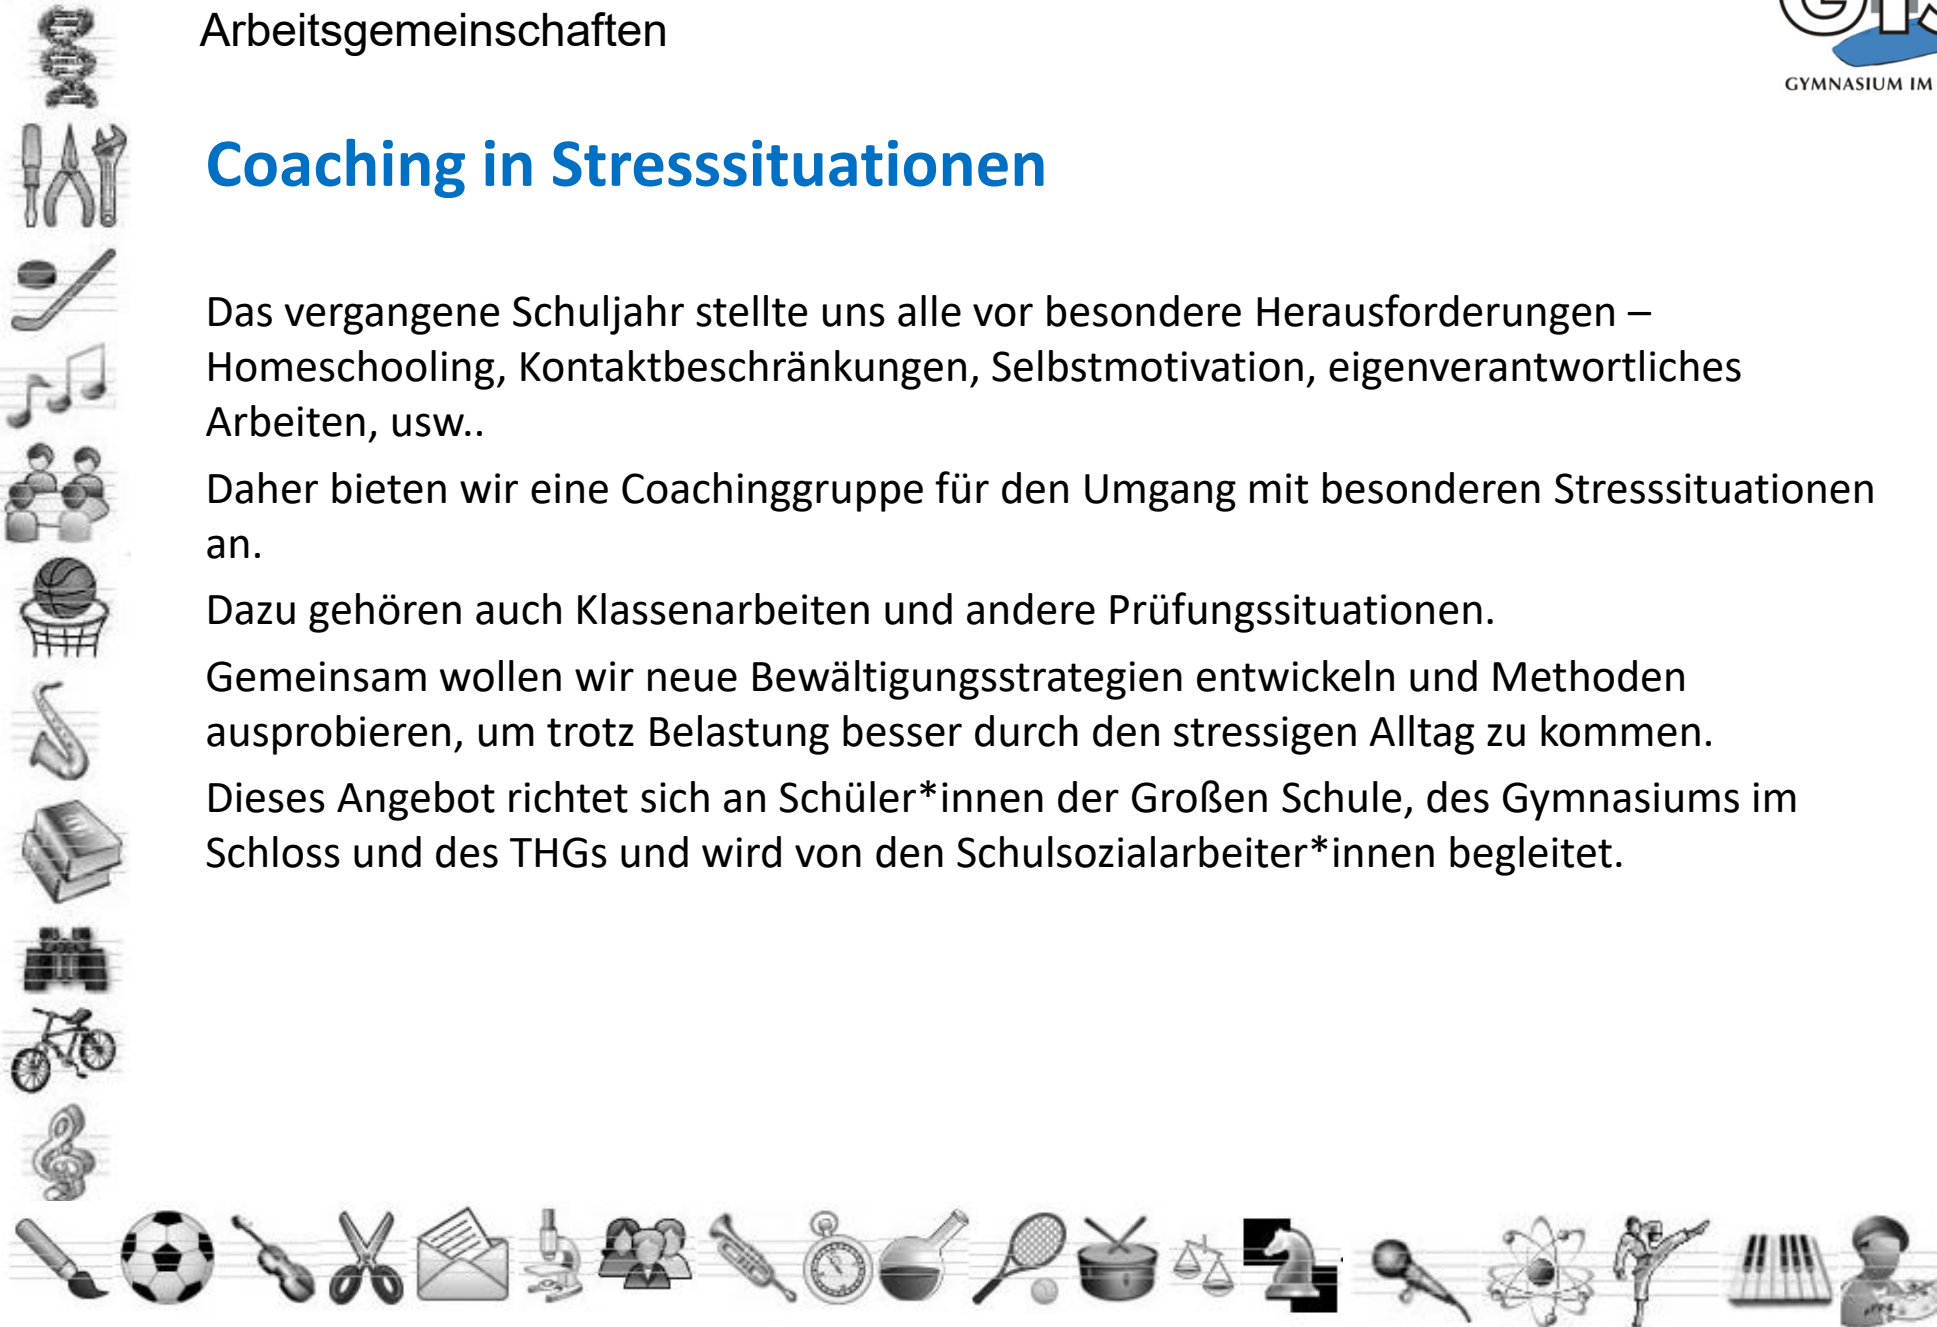 Arbeitsgemeinschaften
GYMNASIUM IM
Coaching in Stresssituationen
Das vergangene Schuljahr stellte uns alle vor besondere Herausforderungen –
Homeschooling, Kontaktbeschränkungen, Selbstmotivation, eigenverantwortliches
Arbeiten, usw..
Daher bieten wir eine Coachinggruppe für den Umgang mit besonderen Stresssituationen
an.
Dazu gehören auch Klassenarbeiten und andere Prüfungssituationen.
Gemeinsam wollen wir neue Bewältigungsstrategien entwickeln und Methoden
ausprobieren, um trotz Belastung besser durch den stressigen Alltag zu kommen.
Dieses Angebot richtet sich an Schüler*innen der Großen Schule, des Gymnasiums im
Schloss und des THGs und wird von den Schulsozialarbeiter*innen begleitet.